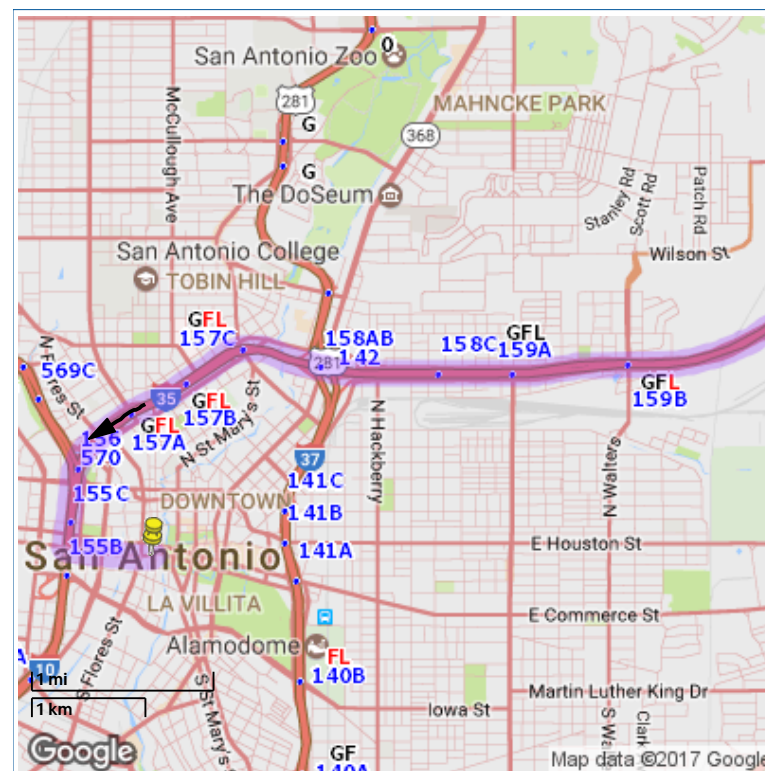 San Antonio Zoo
0
281
G
MAHNCKE PARK
McCullough Ave
368
G
The DoSeum
Stanley Rd
Scott Rd
Patch Rd
San Antonio College
Wilson St
TOBIN HILL
GFL
157C
158AB
281
142
158C
GFL
159A
GFL
159B
N Flores St
569C
35
GFL
157B
GFL
157A
156
570
N St Mary's St
N Hackberry
N Walters
37
155C
141C
DOWNTOWN
141B
155B
San Antonio
141A
E Houston St
LA VILLITA
E Commerce St
Alamodome
FL
140B
10
S Flores St
S St Mary's
Martin Luther King Dr
Iowa St
S Wa
Clark
1 mi
1 km
GF
140A
Google
Map data ©2017 Google